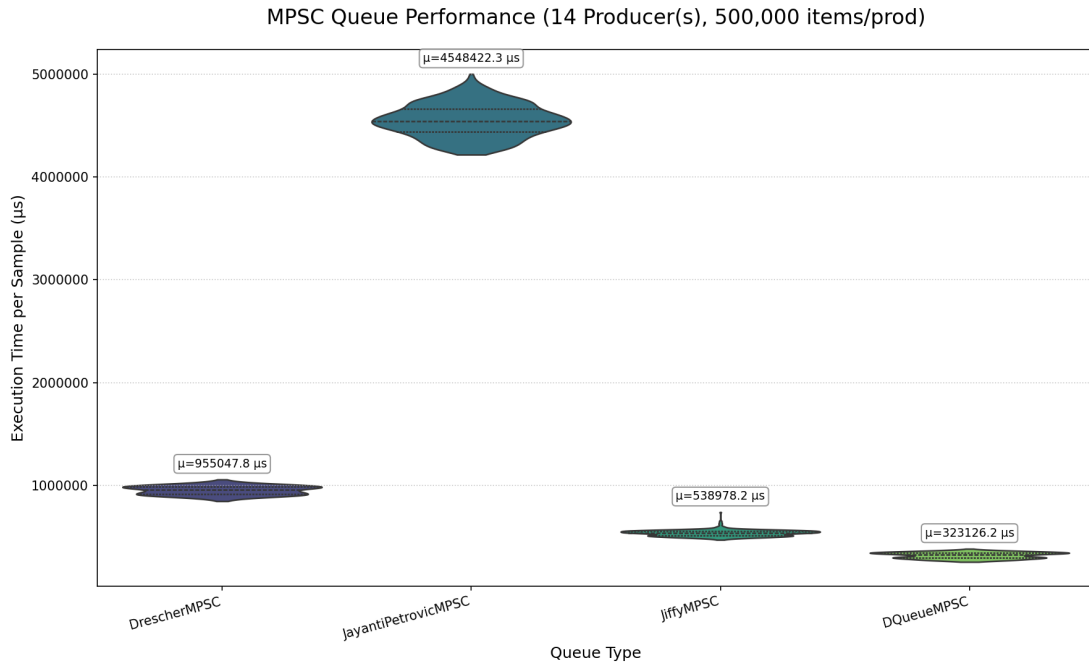 MPSC Queue Performance (14 Producer(s), 500,000 items/prod)
μ=4548422.3 μs
5000000
4000000
3000000
2000000
1000000
Execution Time per Sample (μs)
μ=955047.8 μs
μ=538978.2 μs
μ=323126.2 μs
DrescherMPSC
JayantiPetrovicMPSC
JiffyMPSC
DQueueMPSC
Queue Type